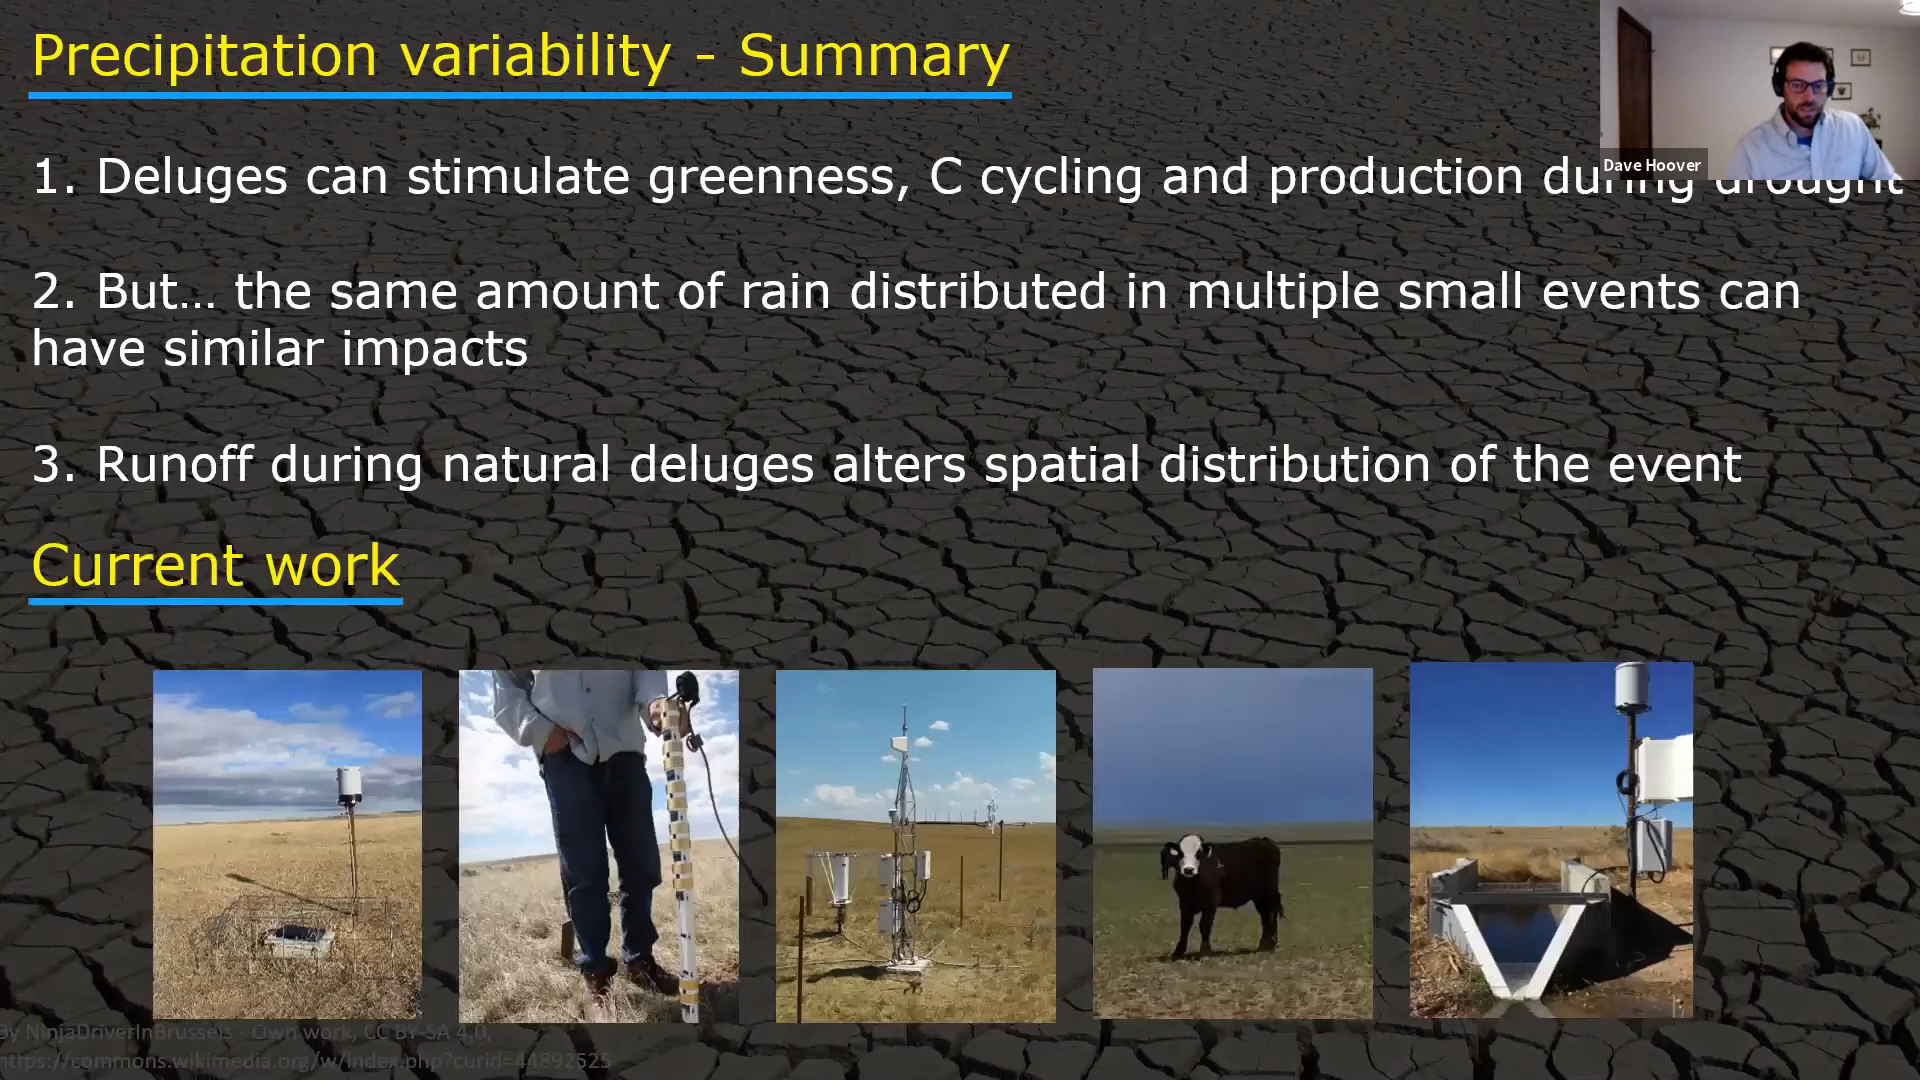 Precipitation variability - Summary
Dave Hoover
1. Deluges can stimulate greenness, C cycling and production during drought
2. But... the same amount of rain distributed in multiple small events can
have similar impacts
3. Runoff during natural deluges alters spatial distribution of the event
Current work
By NinjaDriverInBrussels - Own work, CC BY-SA 4.0,
https://commons.wikimedia.org/w/index.php?curid=44892525